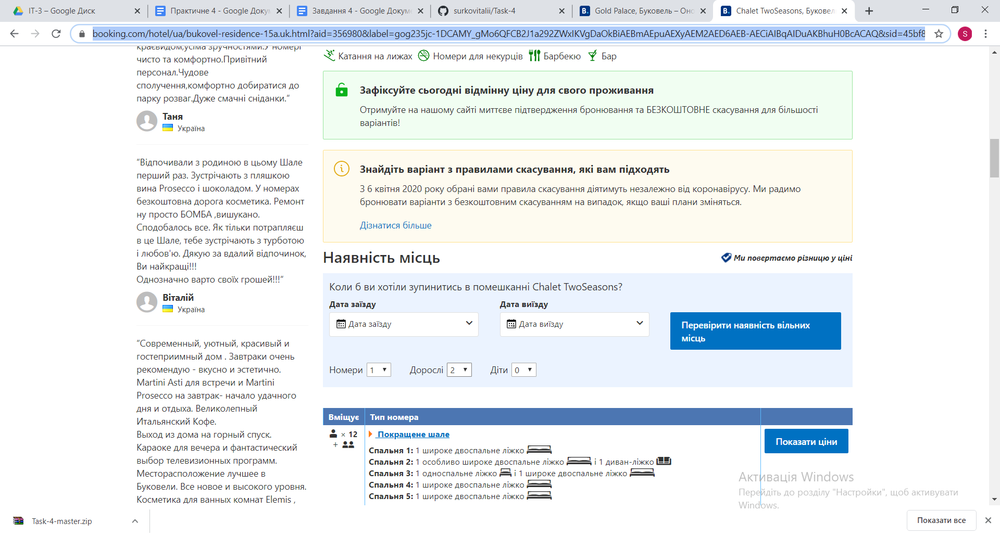 IT-3 – Google Диск
Практичне 4 - Google Докум
Завдання 4 - Google Докумe
surkovitalii/Task-4
Gold Palace, Буковель – Оно
Chalet TwoSeasons, Буковел
booking.com/hotel/ua/bukovel-residence-15a.uk.html?aid=356980&label=gog235jc-1DCAMY_gMo6QFCB2J1a292ZWxIKVgDaOkBiAEBmAEpuAEXyAEM2AED6AEB-AECiAIBqAIDuAKBhuH0BcACAQ&sid=45bf8
S
краєвидом,усіма зручностями.У номері
чисто та комфортно.Привітний
персонал.Чудове
сполучення,комфортно добиратися до
парку розваг.Дуже смачні сніданки.“
Таня
Україна
“Відпочивали з родиною в цьому Шале
перший раз. Зустрічають з пляшкою
вина Prosecco і шоколадом. У номерах
безкоштовна дорога косметика. Ремонт
ну просто БОМБА ,вишукано.
Сподобалось все. Як тільки потрапляєш
в це Шале, тебе зустрічають з турботою
і любов'ю. Дякую за вдалий відпочинок,
Ви найкращі!!!
Однозначно варто своїх грошей!!!“
Віталій
Україна
“Современный, уютный, красивый и
гостеприимный дом . Завтраки очень
рекомендую - вкусно и эстетично.
Martini Asti для встречи и Martini
Prosecco на завтрак- начало удачного
дня и отдыха. Великолепный
Итальянский Кофе.
Выход из дома на горный спуск.
Караоке для вечера и фантастический
выбор телевизионных программ.
Месторасположение лучшее в
Буковели. Все новое и высокого уровня.
Косметика для ванных комнат Elemis ,
Катання на лижах Номери для некурців Барбекю Бар
Зафіксуйте сьогодні відмінну ціну для свого проживання
Отримуйте на нашому сайті миттєве підтвердження бронювання та БЕЗКОШТОВНЕ скасування для більшості
варіантів!
Знайдіть варіант з правилами скасування, які вам підходять
З 6 квітня 2020 року обрані вами правила скасування діятимуть незалежно від коронавірусу. Ми радимо
бронювати варіанти з безкоштовним скасуванням на випадок, якщо ваші плани зміняться.
Дізнатися більше
Наявність місць
Ми повертаємо різницю у ціні
Коли б ви хотіли зупинитись в помешканні Chalet TwoSeasons?
Дата заїзду Дата виїзду
Дата заїзду Дата виїзду
Перевірити наявність вільних
місць
Номери 1 Дорослі 2 Діти 0
Вміщує Тип номера
× 12
+
Покращене шале
Спальня 1: 1 широке двоспальне ліжко
Спальня 2: 1 особливо широке двоспальне ліжко і 1 диван-ліжко
Спальня 3: 1 односпальне ліжко і 1 широке двоспальне ліжко
Спальня 4: 1 широке двоспальне ліжко
Спальня 5: 1 широке двоспальне ліжко
Показати ціни
Активація Windows
Перейдіть до розділу "Настройки", щоб активувати
Windows.
Task-4-master.zip
Показати все